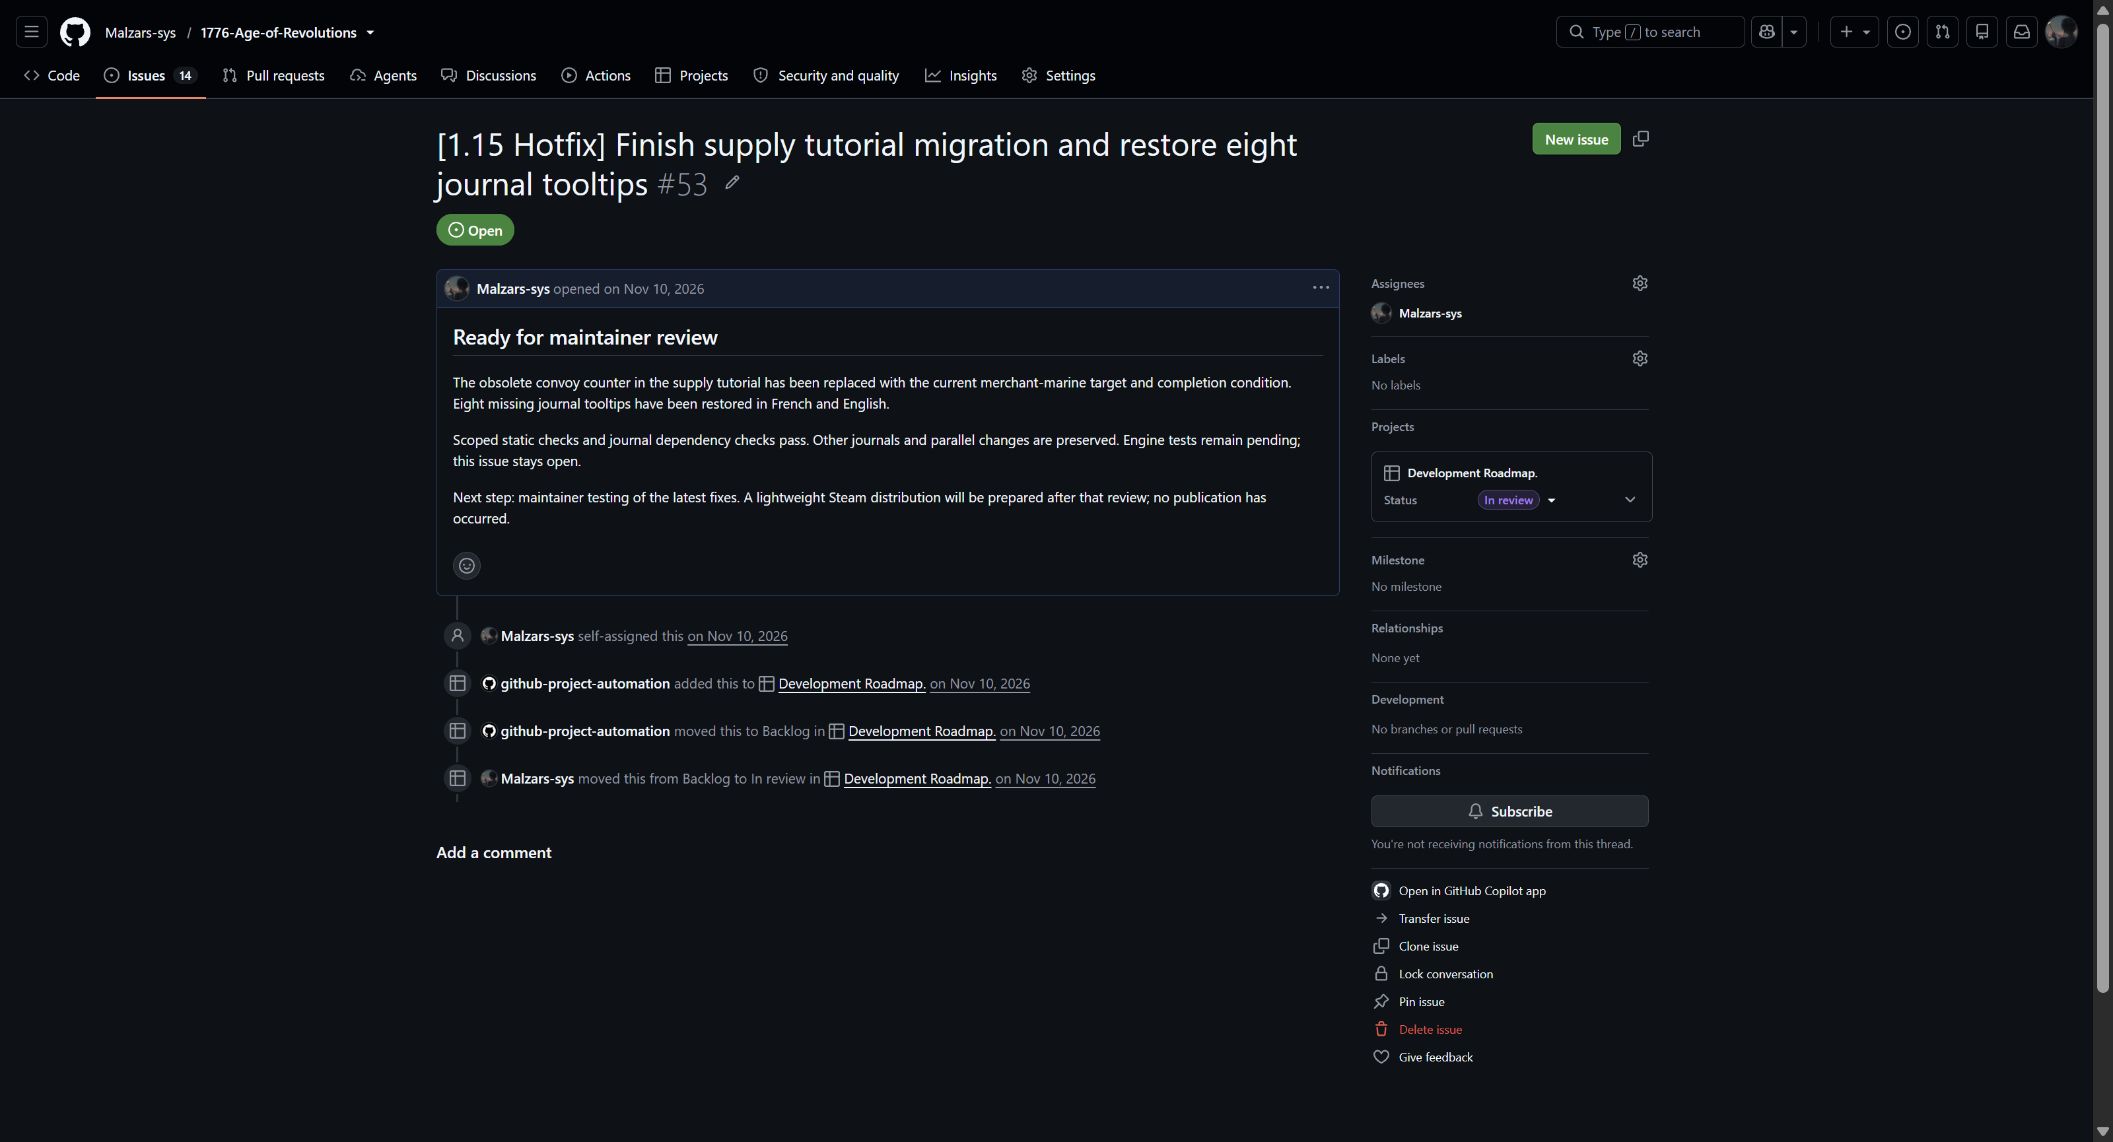 Malzars-sys / 1776-Age-of-Revolutions
Type / to search
Code
Issues 14
Pull requests
Agents
Discussions
Actions
Projects
Security and quality
Insights
Settings
[1.15 Hotfix] Finish supply tutorial migration and restore eight
journal tooltips #53
New issue
Open
Malzars-sys opened on Nov 10, 2026
Ready for maintainer review
The obsolete convoy counter in the supply tutorial has been replaced with the current merchant-marine target and completion condition.
Eight missing journal tooltips have been restored in French and English.
Scoped static checks and journal dependency checks pass. Other journals and parallel changes are preserved. Engine tests remain pending;
this issue stays open.
Next step: maintainer testing of the latest fixes. A lightweight Steam distribution will be prepared after that review; no publication has
occurred.
Malzars-sys self-assigned this on Nov 10, 2026
github-project-automation added this to Development Roadmap. on Nov 10, 2026
github-project-automation moved this to Backlog in Development Roadmap. on Nov 10, 2026
Malzars-sys moved this from Backlog to In review in Development Roadmap. on Nov 10, 2026
Add a comment
Assignees
Malzars-sys
Labels
No labels
Projects
Development Roadmap.
Status In review
Milestone
No milestone
Relationships
None yet
Development
No branches or pull requests
Notifications
Subscribe
You're not receiving notifications from this thread.
Open in GitHub Copilot app
Transfer issue
Clone issue
Lock conversation
Pin issue
Delete issue
Give feedback